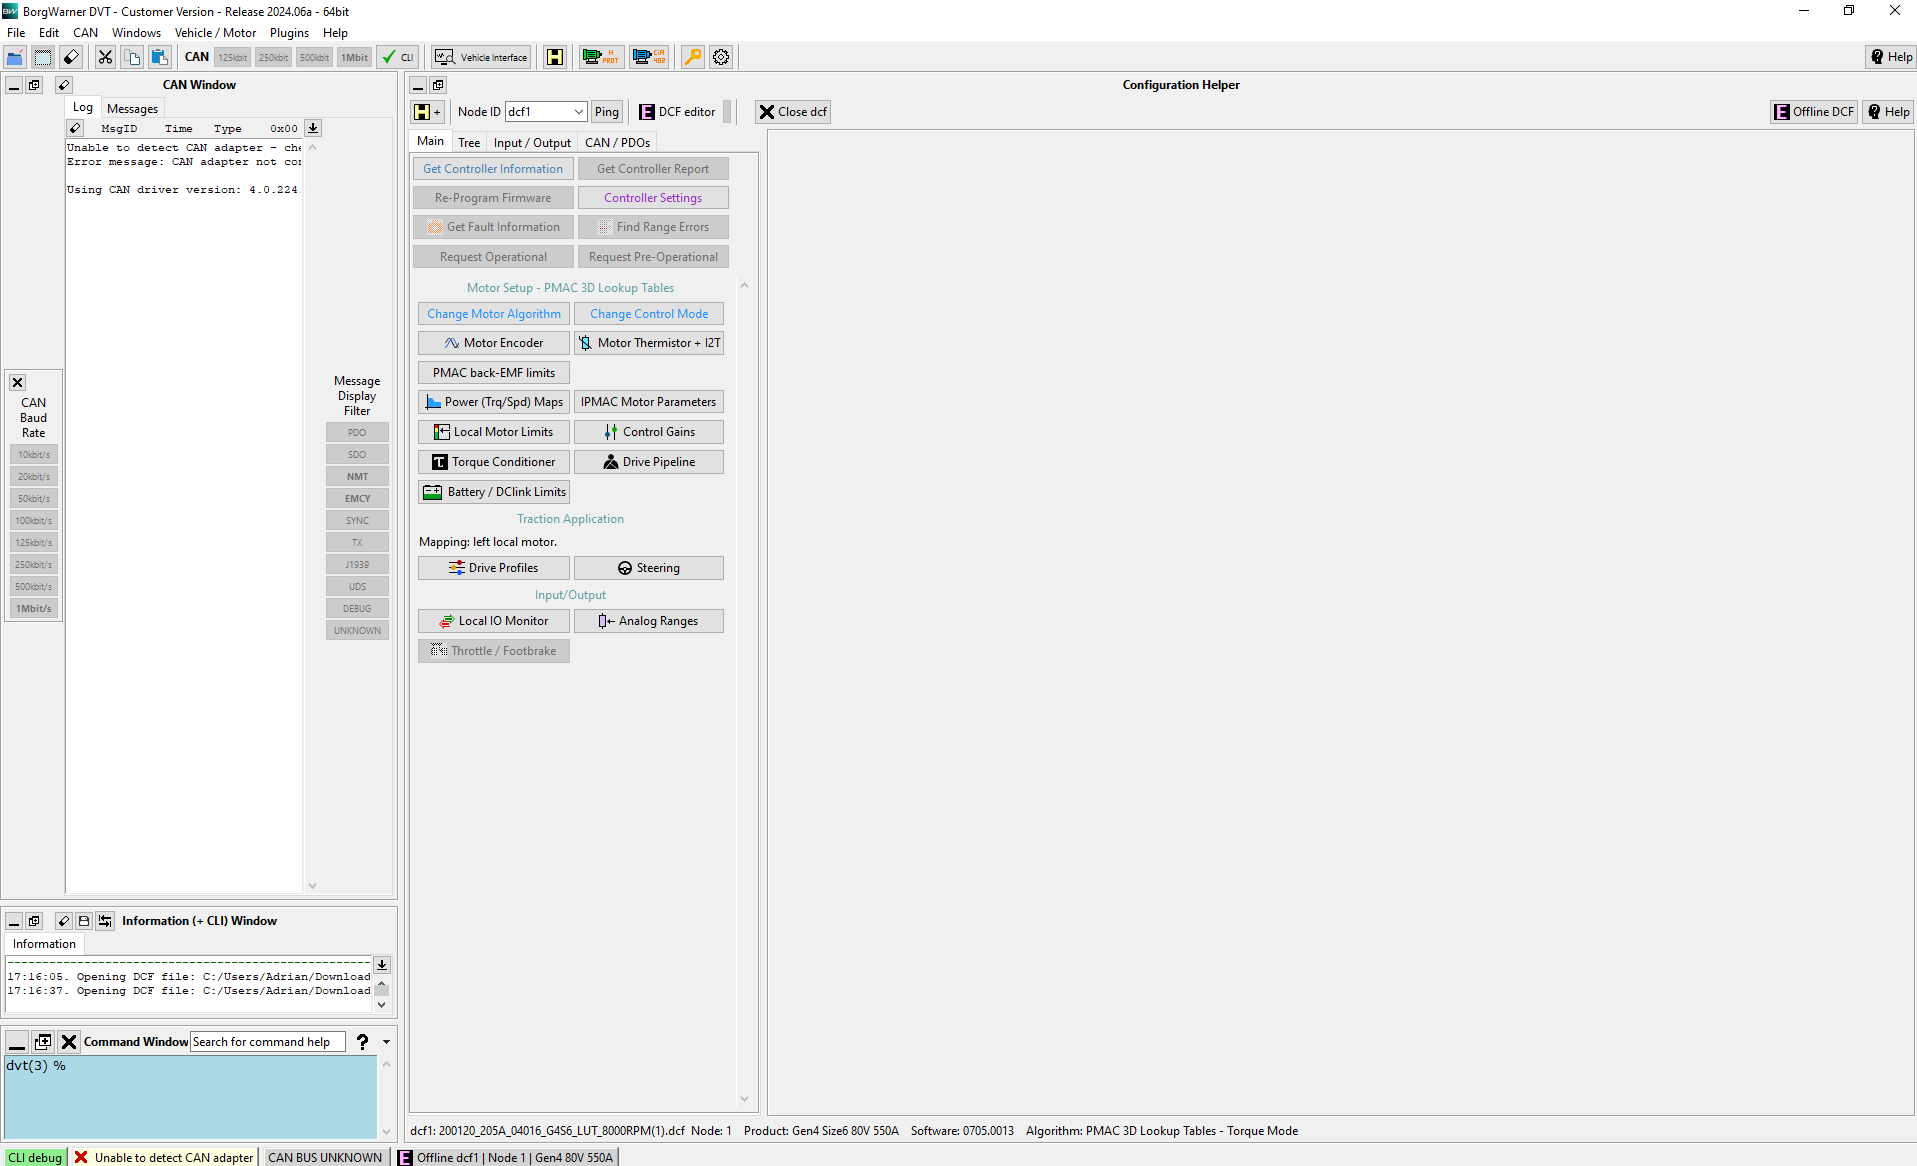 BorgWarner DVT - Customer Version - Release 2024.06a - 64bit
File Edit CAN Windows Vehicle / Motor Plugins Help
CAN 125kbit 250kbit 500kbit 1Mbit CLI Vehicle Interface H PROT CIA 402 Help
CAN Window
Log Messages
MsgID Time Type 0x00
Unable to detect CAN adapter - che
Error message: CAN adapter not con
Using CAN driver version: 4.0.224.
CAN
Baud
Rate
10kbit/s
20kbit/s
50kbit/s
100kbit/s
125kbit/s
250kbit/s
500kbit/s
1Mbit/s
Message
Display
Filter
PDO
SDO
NMT
EMCY
SYNC
TX
J1939
UDS
DEBUG
UNKNOWN
Information (+ CLI) Window
Information
17:16:05. Opening DCF file: C:/Users/Adrian/Download
17:16:37. Opening DCF file: C:/Users/Adrian/Download
Command Window Search for command help ?
dvt(3) %
Configuration Helper
+ Node ID dcf1 Ping E DCF editor Close dcf E Offline DCF Help
Main Tree Input / Output CAN / PDOs
Get Controller Information Get Controller Report
Re-Program Firmware Controller Settings
Get Fault Information Find Range Errors
Request Operational Request Pre-Operational
Motor Setup - PMAC 3D Lookup Tables
Change Motor Algorithm Change Control Mode
Motor Encoder Motor Thermistor + I2T
PMAC back-EMF limits
Power (Trq/Spd) Maps IPMAC Motor Parameters
Local Motor Limits Control Gains
Torque Conditioner Drive Pipeline
Battery / DClink Limits
Traction Application
Mapping: left local motor.
Drive Profiles Steering
Input/Output
Local IO Monitor Analog Ranges
Throttle / Footbrake
dcf1: 200120_205A_04016_G4S6_LUT_8000RPM(1).dcf Node: 1 Product: Gen4 Size6 80V 550A Software: 0705.0013 Algorithm: PMAC 3D Lookup Tables - Torque Mode
CLI debug Unable to detect CAN adapter CAN BUS UNKNOWN E Offline dcf1 | Node 1 | Gen4 80V 550A